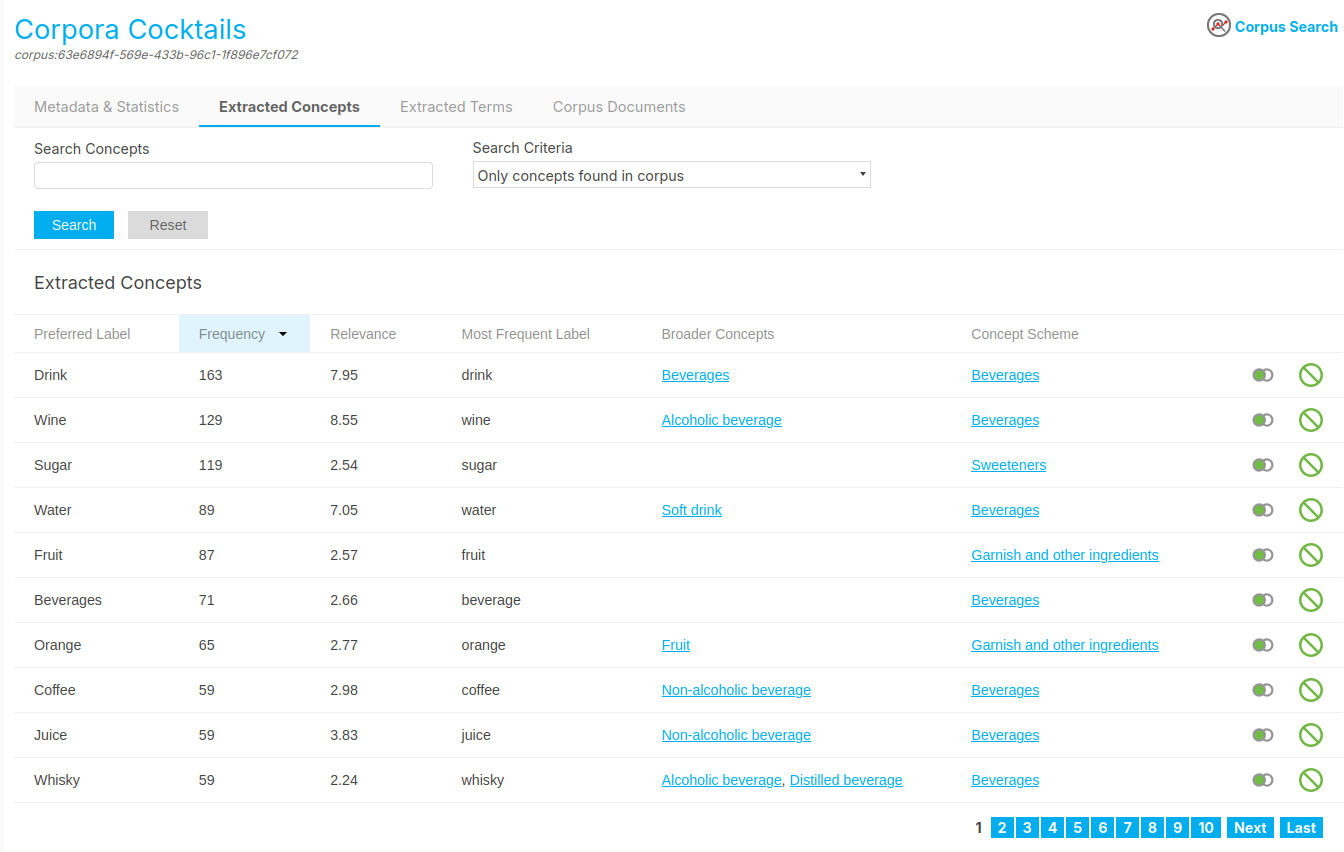 Corpora Cocktails
Corpus Search
corpus:63e6894f-569e-433b-96c1-1f896e7cf072
Metadata & Statistics Extracted Concepts Extracted Terms Corpus Documents
Search Concepts Search Criteria
Only concepts found in corpus
Search Reset
Extracted Concepts
Preferred Label Frequency Relevance Most Frequent Label Broader Concepts Concept Scheme
Drink 163 7.95 drink Beverages Beverages
Wine 129 8.55 wine Alcoholic beverage Beverages
Sugar 119 2.54 sugar Sweeteners
Water 89 7.05 water Soft drink Beverages
Fruit 87 2.57 fruit Garnish and other ingredients
Beverages 71 2.66 beverage Beverages
Orange 65 2.77 orange Fruit Garnish and other ingredients
Coffee 59 2.98 coffee Non-alcoholic beverage Beverages
Juice 59 3.83 juice Non-alcoholic beverage Beverages
Whisky 59 2.24 whisky Alcoholic beverage, Distilled beverage Beverages
1 2 3 4 5 6 7 8 9 10 Next Last